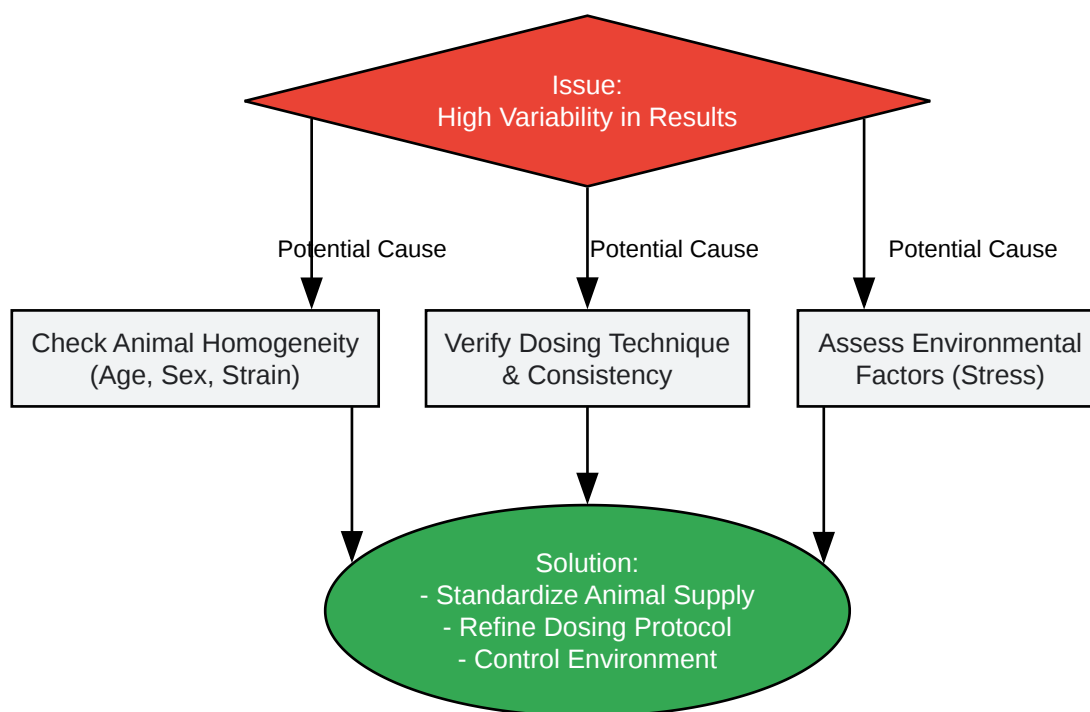 Issue:
High Variability in Results
Potential Cause
Potential Cause
Potential Cause
Check Animal Homogeneity
(Age, Sex, Strain)
Verify Dosing Technique
& Consistency
Assess Environmental
Factors (Stress)
Solution:
- Standardize Animal Supply
- Refine Dosing Protocol
- Control Environment